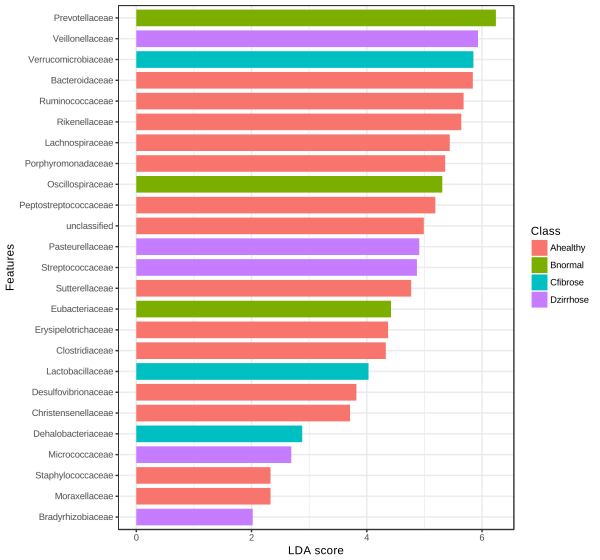 Prevotellaceae
Veillonellaceae
Verrucomicrobiaceae
Bacteroidaceae
Ruminococcaceae
Rikenellaceae
Lachnospiraceae
Porphyromonadaceae
Oscillospiraceae
Peptostreptococcaceae
unclassified
Pasteurellaceae
Streptococcaceae
Sutterellaceae
Eubacteriaceae
Erysipelotrichaceae
Clostridiaceae
Lactobacillaceae
Desulfovibrionaceae
Christensenellaceae
Dehalobacteriaceae
Micrococcaceae
Staphylococcaceae
Moraxellaceae
Bradyrhizobiaceae
Features
0 2 4 6
LDA score
Class
Ahealthy
Bnormal
Cfibrose
Dzirrhose